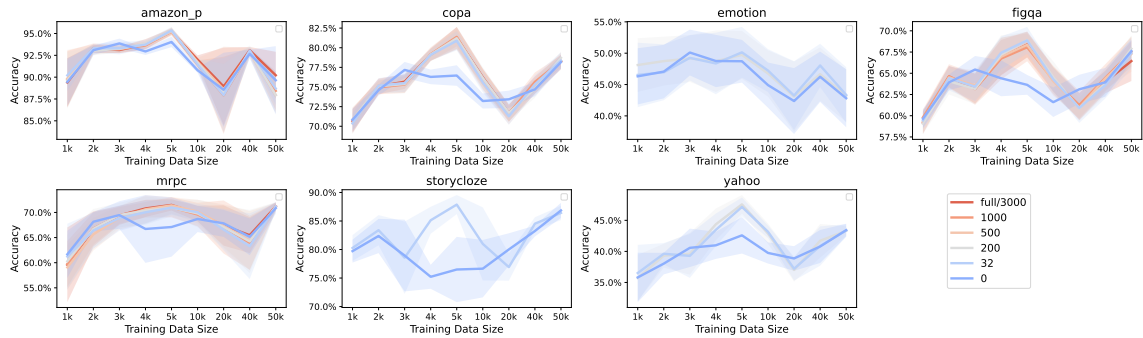 amazon_p
Accuracy
95.0%
92.5%
90.0%
87.5%
85.0%
1k 2k 3k 4k 5k 10k 20k 40k 50k
Training Data Size
copa
Accuracy
82.5%
80.0%
77.5%
75.0%
72.5%
70.0%
1k 2k 3k 4k 5k 10k 20k 40k 50k
Training Data Size
emotion
Accuracy
55.0%
50.0%
45.0%
40.0%
1k 2k 3k 4k 5k 10k 20k 40k 50k
Training Data Size
figqa
Accuracy
70.0%
67.5%
65.0%
62.5%
60.0%
57.5%
1k 2k 3k 4k 5k 10k 20k 40k 50k
Training Data Size
mrpc
Accuracy
70.0%
65.0%
60.0%
55.0%
1k 2k 3k 4k 5k 10k 20k 40k 50k
Training Data Size
storycloze
Accuracy
90.0%
85.0%
80.0%
75.0%
70.0%
1k 2k 3k 4k 5k 10k 20k 40k 50k
Training Data Size
yahoo
Accuracy
45.0%
40.0%
35.0%
1k 2k 3k 4k 5k 10k 20k 40k 50k
Training Data Size
full/3000
1000
500
200
32
0